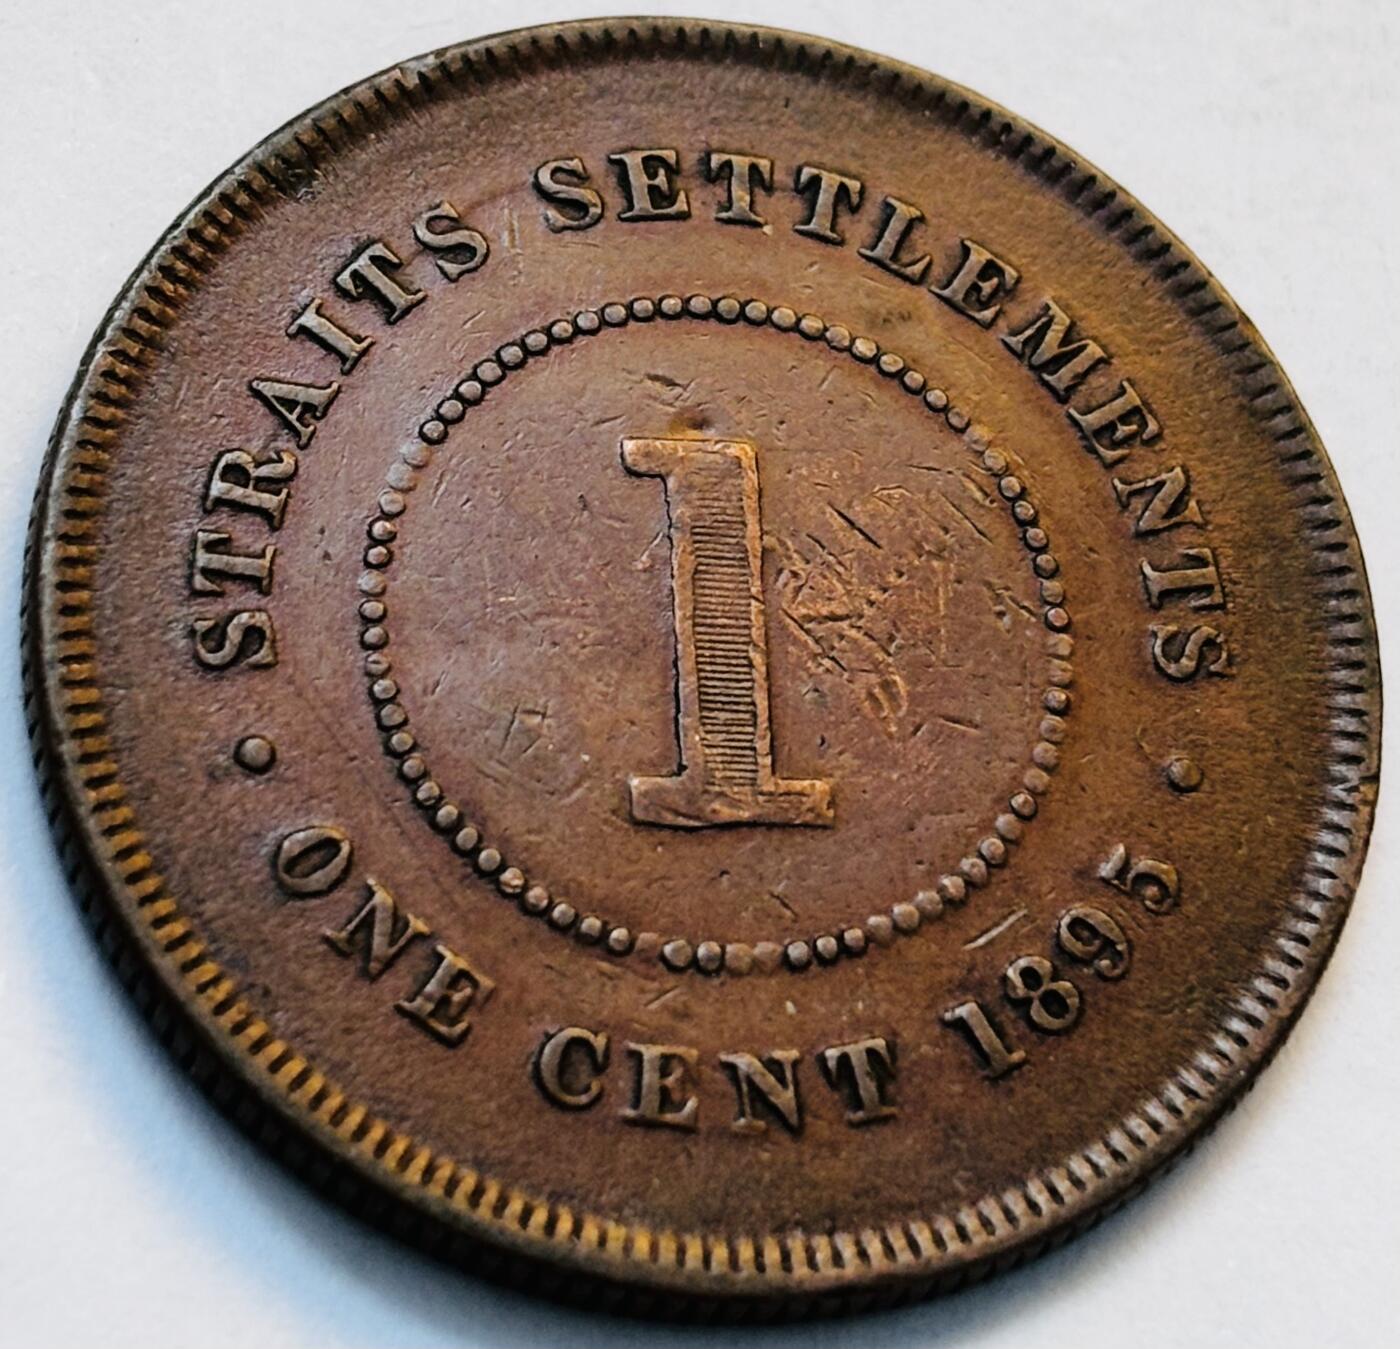 STRAITS SETTLEMENTS
1
ONE CENT 1895